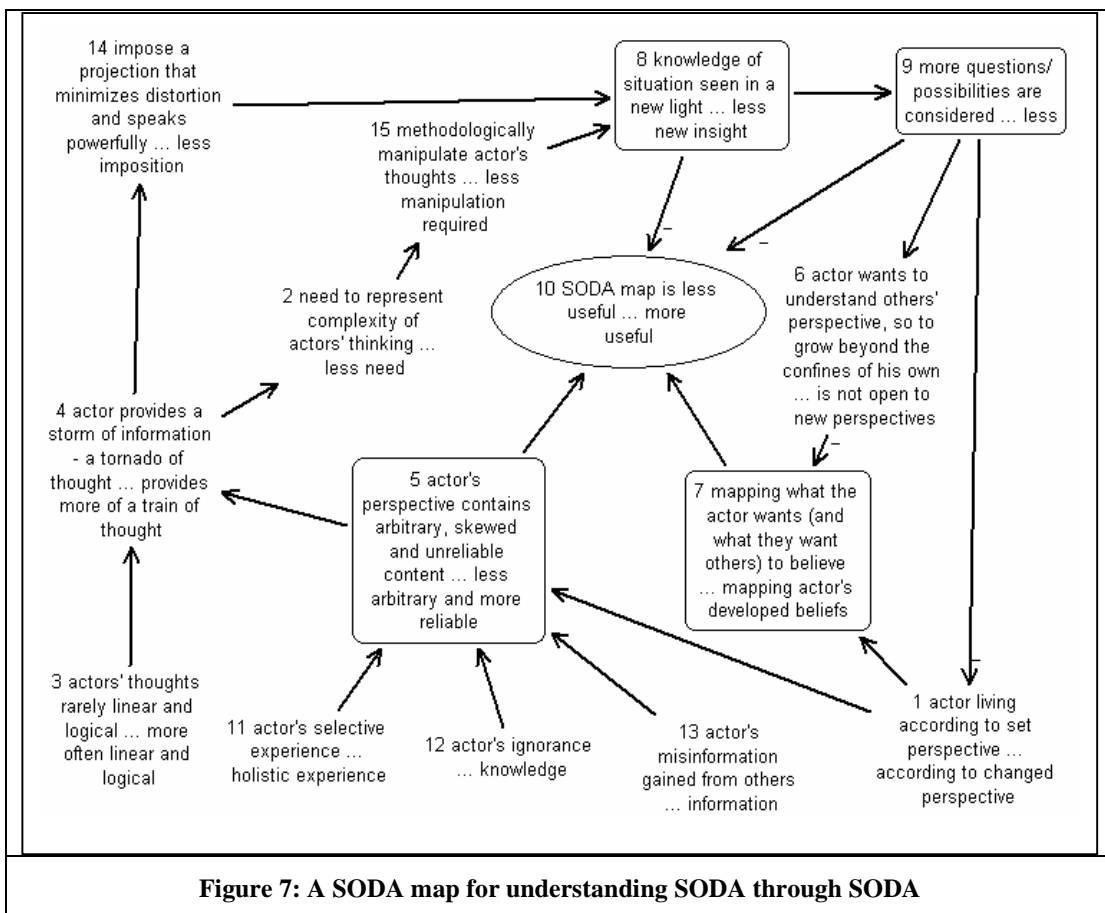 14 impose a
projection that
minimizes distortion
and speaks
powerfully ... less
imposition
8 knowledge of
situation seen in a
new light ... less
new insight
9 more questions/
possibilities are
considered ... less
15 methodologically
manipulate actor's
thoughts ... less
manipulation
required
2 need to represent
complexity of
actors' thinking ...
less need
10 SODA map is less
useful ... more
useful
6 actor wants to
understand others'
perspective, so to
grow beyond the
confines of his own
... is not open to
new perspectives
4 actor provides a
storm of information
- a tornado of
thought ... provides
more of a train of
thought
5 actor's
perspective contains
arbitrary, skewed
and unreliable
content ... less
arbitrary and more
reliable
7 mapping what the
actor wants (and
what they want
others) to believe
... mapping actor's
developed beliefs
3 actors' thoughts
rarely linear and
logical ... more
often linear and
logical
11 actor's selective
experience ...
holistic experience
12 actor's ignorance
... knowledge
13 actor's
misinformation
gained from others
... information
1 actor living
according to set
perspective ...
according to changed
perspective
–
–
–
–
Figure 7: A SODA map for understanding SODA through SODA